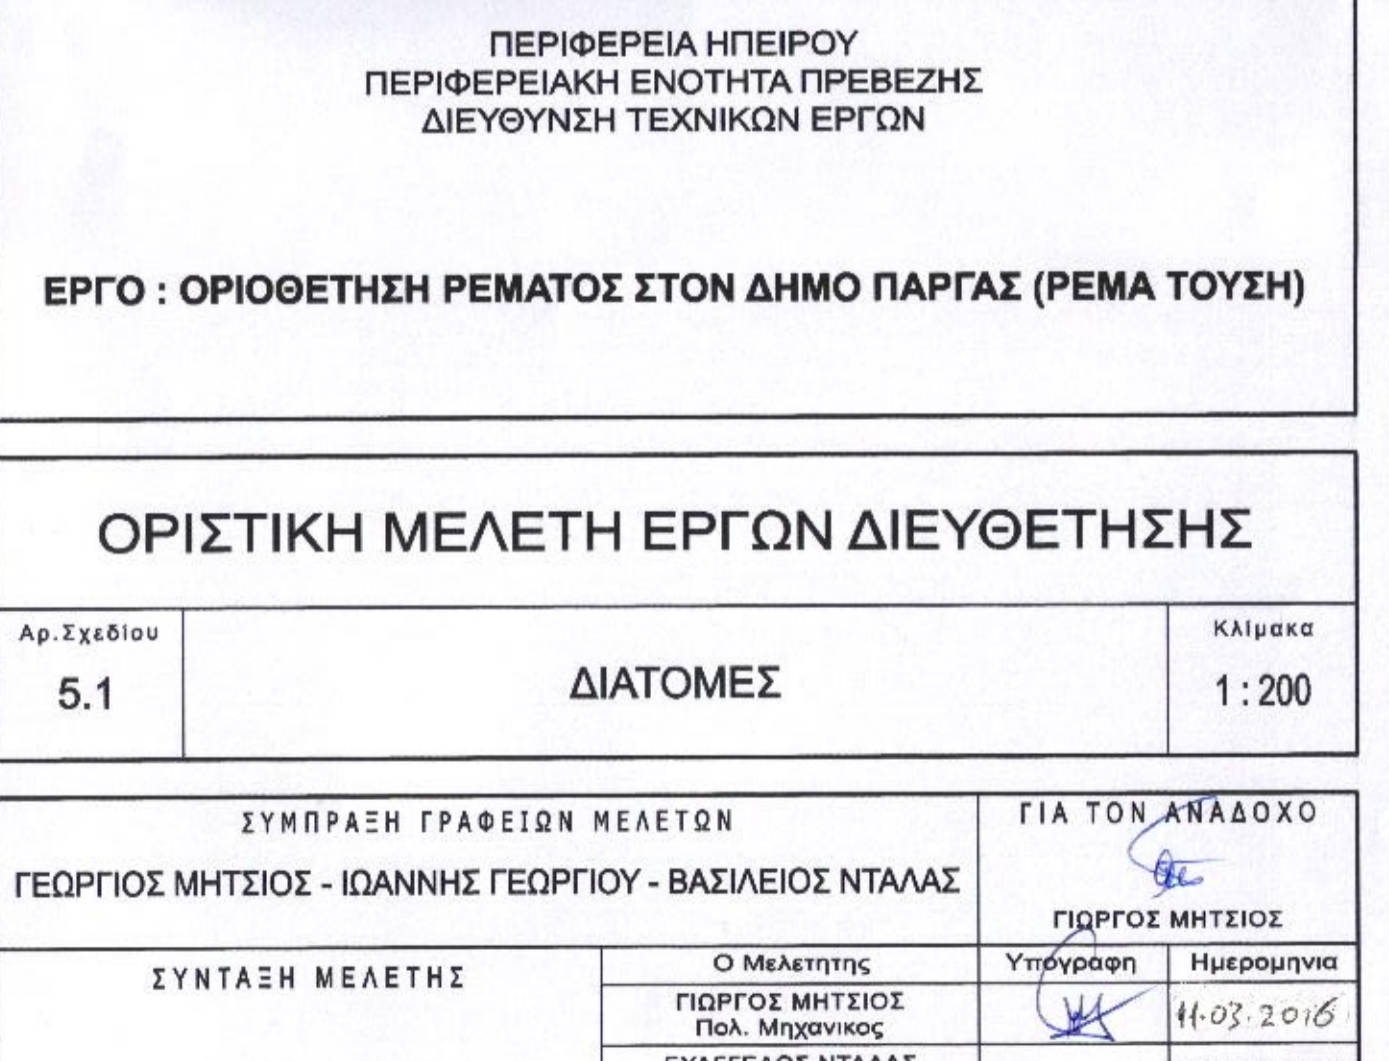 ΠΕΡΙΦΕΡΕΙΑ ΗΠΕΙΡΟΥ
ΠΕΡΙΦΕΡΕΙΑΚΗ ΕΝΟΤΗΤΑ ΠΡΕΒΕΖΗΣ
ΔΙΕΥΘΥΝΣΗ ΤΕΧΝΙΚΩΝ ΕΡΓΩΝ
ΕΡΓΟ : ΟΡΙΟΘΕΤΗΣΗ ΡΕΜΑΤΟΣ ΣΤΟΝ ΔΗΜΟ ΠΑΡΓΑΣ (ΡΕΜΑ ΤΟΥΣΗ)
ΟΡΙΣΤΙΚΗ ΜΕΛΕΤΗ ΕΡΓΩΝ ΔΙΕΥΘΕΤΗΣΗΣ
Αρ.Σχεδίου
5.1
ΔΙΑΤΟΜΕΣ
Κλίμακα
1 : 200
ΣΥΜΠΡΑΞΗ ΓΡΑΦΕΙΩΝ ΜΕΛΕΤΩΝ
ΓΕΩΡΓΙΟΣ ΜΗΤΣΙΟΣ - ΙΩΑΝΝΗΣ ΓΕΩΡΓΙΟΥ - ΒΑΣΙΛΕΙΟΣ ΝΤΑΛΑΣ
ΓΙΑ ΤΟΝ ΑΝΑΔΟΧΟ
ΓΙΩΡΓΟΣ ΜΗΤΣΙΟΣ
ΣΥΝΤΑΞΗ ΜΕΛΕΤΗΣ
Ο Μελετητης
Υπογραφη
Ημερομηνια
ΓΙΩΡΓΟΣ ΜΗΤΣΙΟΣ
Πολ. Μηχανικος
11.03.2016
ΝΤΑΛΑΣ